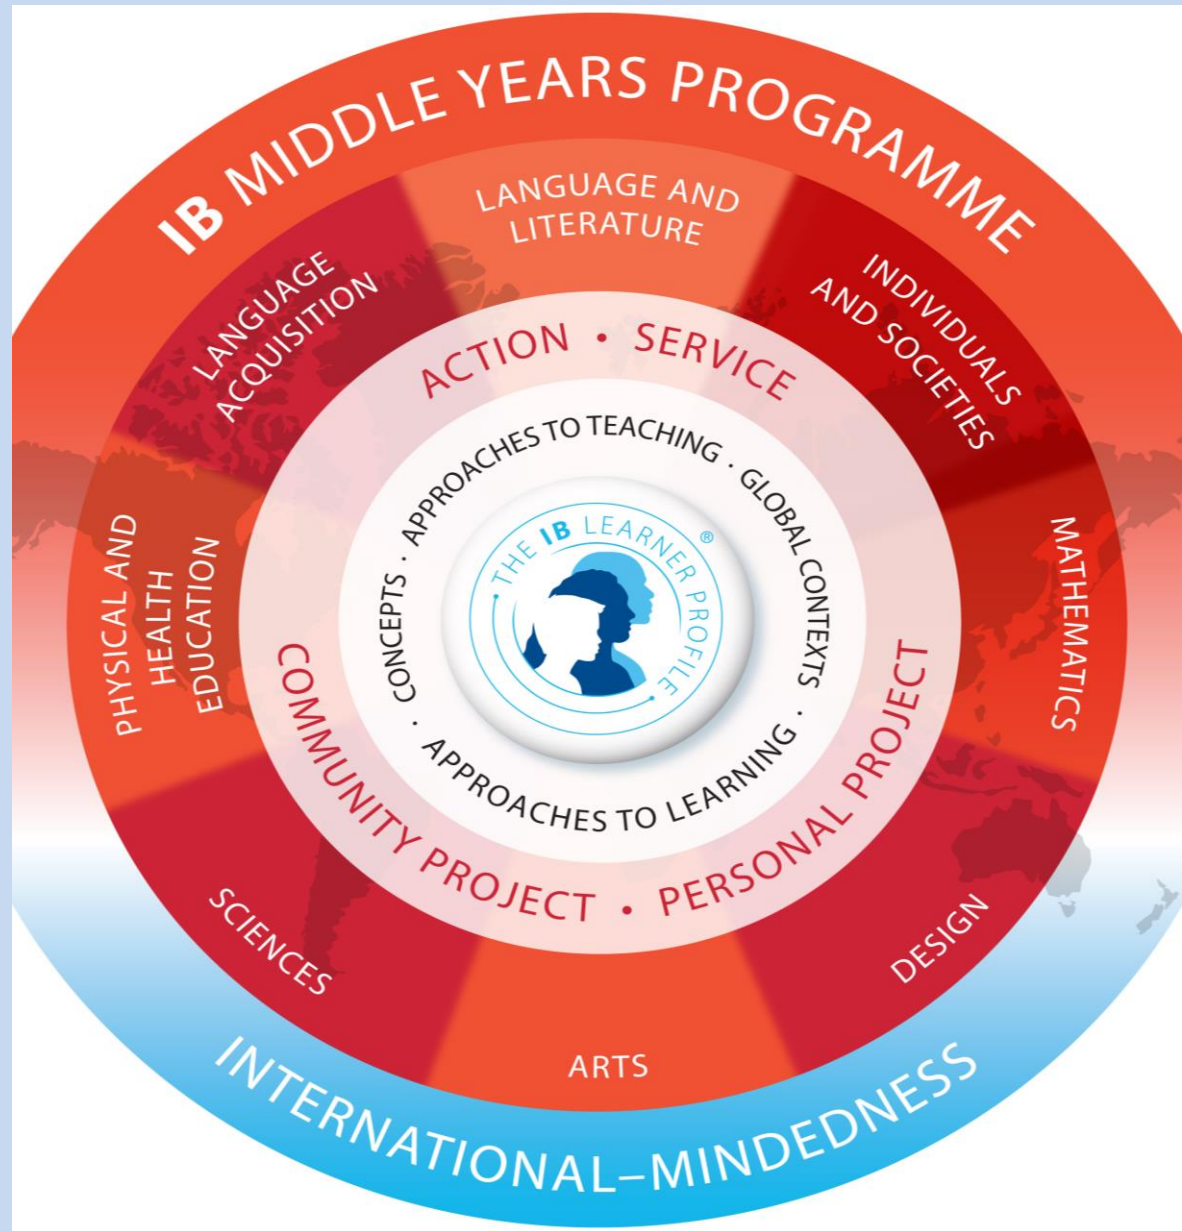 IB MIDDLE YEARS PROGRAMME
LANGUAGE AND
LITERATURE
INDIVIDUALS
AND SOCIETIES
MATHEMATICS
DESIGN
ARTS
SCIENCES
PHYSICAL AND
HEALTH
EDUCATION
LANGUAGE
ACQUISITION
ACTION • SERVICE
PERSONAL PROJECT
•
COMMUNITY PROJECT
APPROACHES TO TEACHING · GLOBAL CONTEXTS · APPROACHES TO LEARNING · CONCEPTS ·
THE IB LEARNER PROFILE ®
INTERNATIONAL–MINDEDNESS